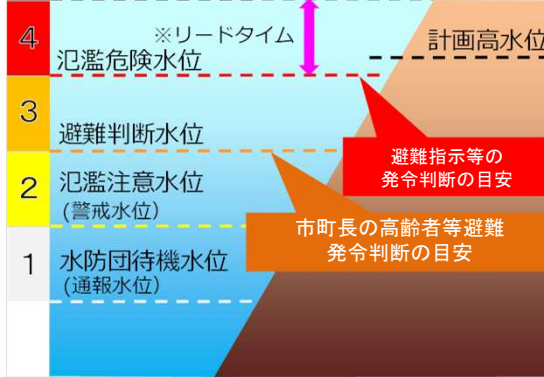 4
※リードタイム
計画高水位
氾濫危険水位
3
避難判断水位
避難指示等の
発令判断の目安
2
氾濫注意水位
(警戒水位)
市町長の高齢者等避難
発令判断の目安
1
水防団待機水位
(通報水位)